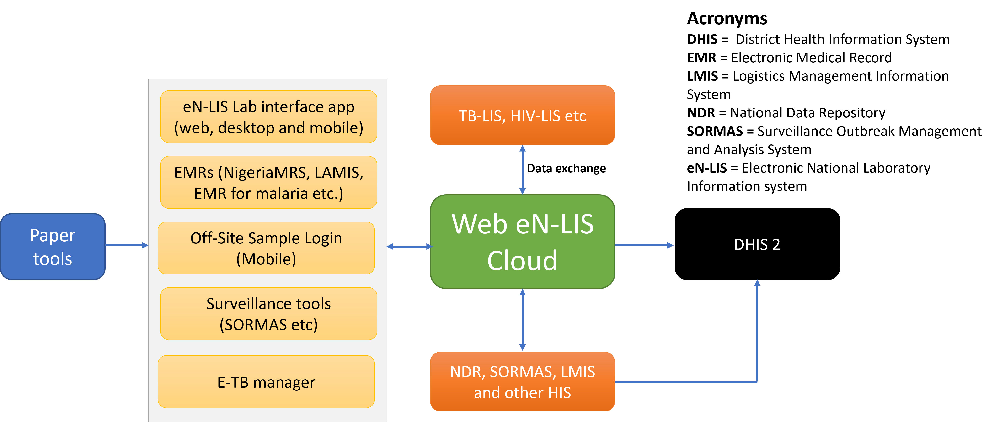 Acronyms
DHIS = District Health Information System
EMR = Electronic Medical Record
LMIS = Logistics Management Information
System
NDR = National Data Repository
SORMAS = Surveillance Outbreak Management
and Analysis System
eN-LIS = Electronic National Laboratory
Information system
Paper
tools
eN-LIS Lab interface app
(web, desktop and mobile)
EMRs (NigeriaMRS, LAMIS,
EMR for malaria etc.)
Off-Site Sample Login
(Mobile)
Surveillance tools
(SORMAS etc)
E-TB manager
TB-LIS, HIV-LIS etc
Data exchange
Web eN-LIS
Cloud
NDR, SORMAS, LMIS
and other HIS
DHIS 2